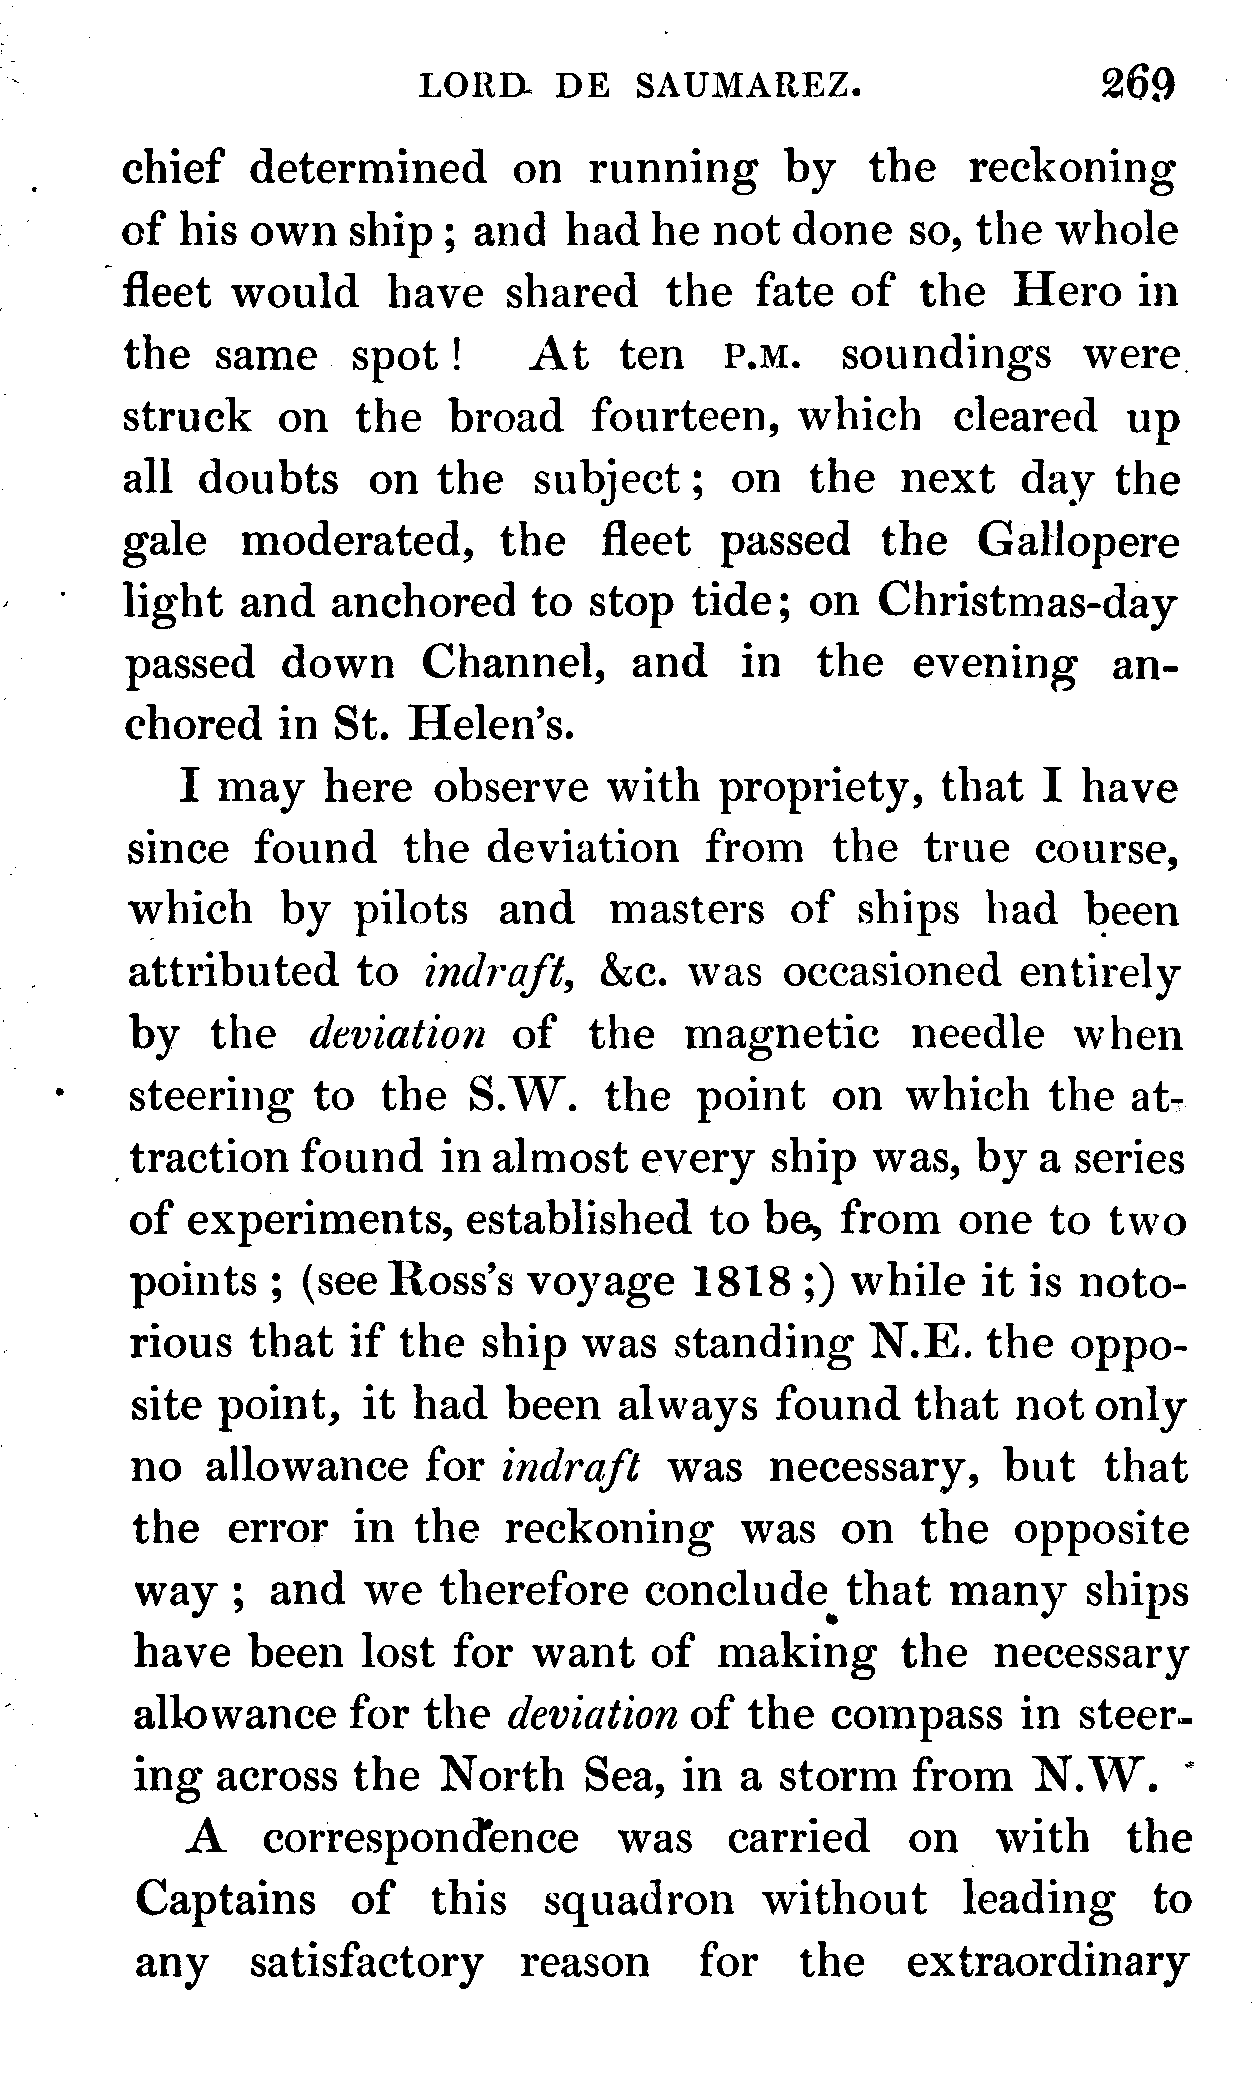 LORD DE SAUMAREZ. 269
chief determined on running by the reckoning
of his own ship ; and had he not done so, the whole
fleet would have shared the fate of the Hero in
the same spot ! At ten P.M. soundings were
struck on the broad fourteen, which cleared up
all doubts on the subject ; on the next day the
gale moderated, the fleet passed the Gallopere
light and anchored to stop tide; on Christmas-day
passed down Channel, and in the evening an-
chored in St. Helen's.
I may here observe with propriety, that I have
since found the deviation from the true course,
which by pilots and masters of ships had been
attributed to indraft, &c. was occasioned entirely
by the deviation of the magnetic needle when
steering to the S.W. the point on which the at-
traction found in almost every ship was, by a series
of experiments, established to be, from one to two
points ; (see Ross's voyage 1818 ;) while it is noto-
rious that if the ship was standing N.E. the oppo-
site point, it had been always found that not only
no allowance for indraft was necessary, but that
the error in the reckoning was on the opposite
way ; and we therefore conclude that many ships
have been lost for want of making the necessary
allowance for the deviation of the compass in steer-
ing across the North Sea, in a storm from N.W.
A correspondence was carried on with the
Captains of this squadron without leading to
any satisfactory reason for the extraordinary